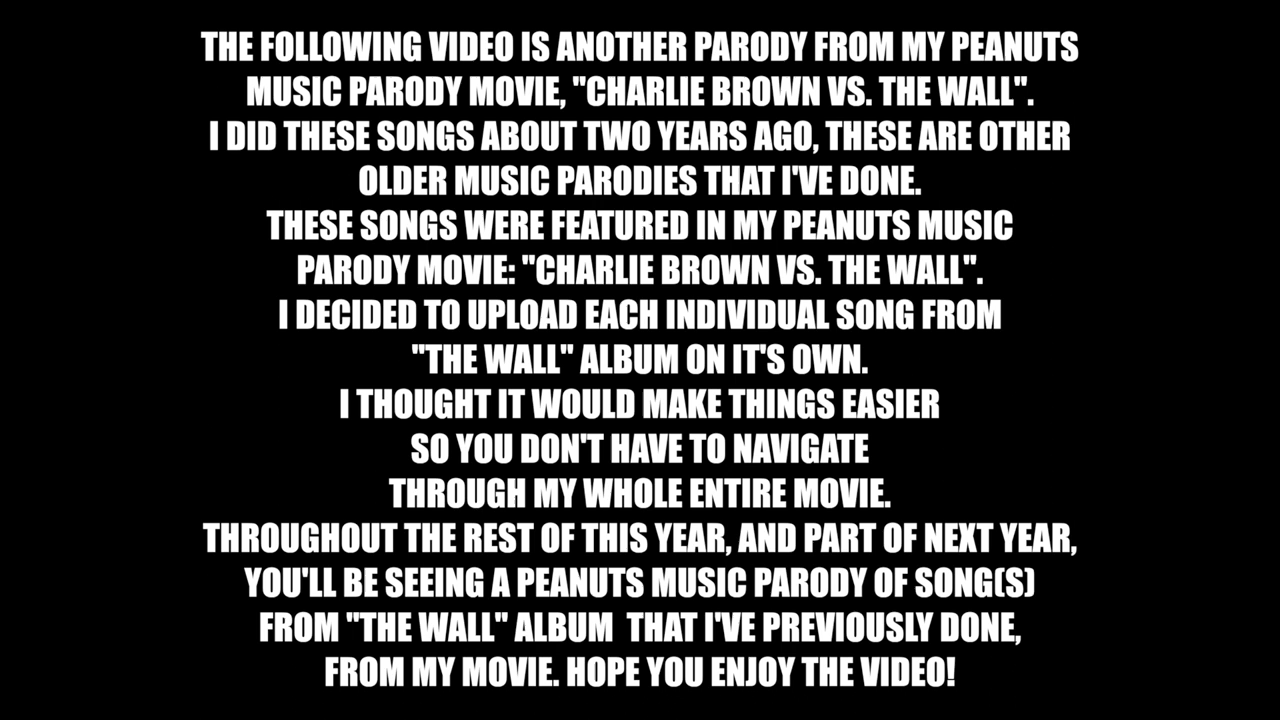 THE FOLLOWING VIDEO IS ANOTHER PARODY FROM MY PEANUTS
MUSIC PARODY MOVIE, "CHARLIE BROWN VS. THE WALL".
I DID THESE SONGS ABOUT TWO YEARS AGO, THESE ARE OTHER
OLDER MUSIC PARODIES THAT I'VE DONE.
THESE SONGS WERE FEATURED IN MY PEANUTS MUSIC
PARODY MOVIE: "CHARLIE BROWN VS. THE WALL".
I DECIDED TO UPLOAD EACH INDIVIDUAL SONG FROM
"THE WALL" ALBUM ON IT'S OWN.
I THOUGHT IT WOULD MAKE THINGS EASIER
SO YOU DON'T HAVE TO NAVIGATE
THROUGH MY WHOLE ENTIRE MOVIE.
THROUGHOUT THE REST OF THIS YEAR, AND PART OF NEXT YEAR,
YOU'LL BE SEEING A PEANUTS MUSIC PARODY OF SONG(S)
FROM "THE WALL" ALBUM  THAT I'VE PREVIOUSLY DONE,
FROM MY MOVIE. HOPE YOU ENJOY THE VIDEO!